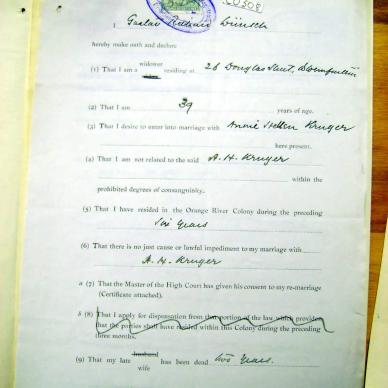 C0308
I Gustav Wünsch
hereby make oath and declare
(1) That I am a widower residing at 26 Douglas Street, Bloemfontein
(2) That I am 39 years of age.
(3) That I desire to enter into marriage with Annie Kruger
here present.
(4) That I am not related to the said A. H. Kruger
within the
prohibited degrees of consanguinity.
(5) That I have resided in the Orange River Colony during the preceding
Six Years
(6) That there is no just cause or lawful impediment to my marriage with
A. H. Kruger
a (7) That the Master of the High Court has given his consent to my re-marriage
(Certificate attached).
b (8) That I apply for dispensation from that portion of the law which provides
that the parties shall have resided within this Colony during the preceding
three months.
(9) That my late husband wife has been dead two Years.